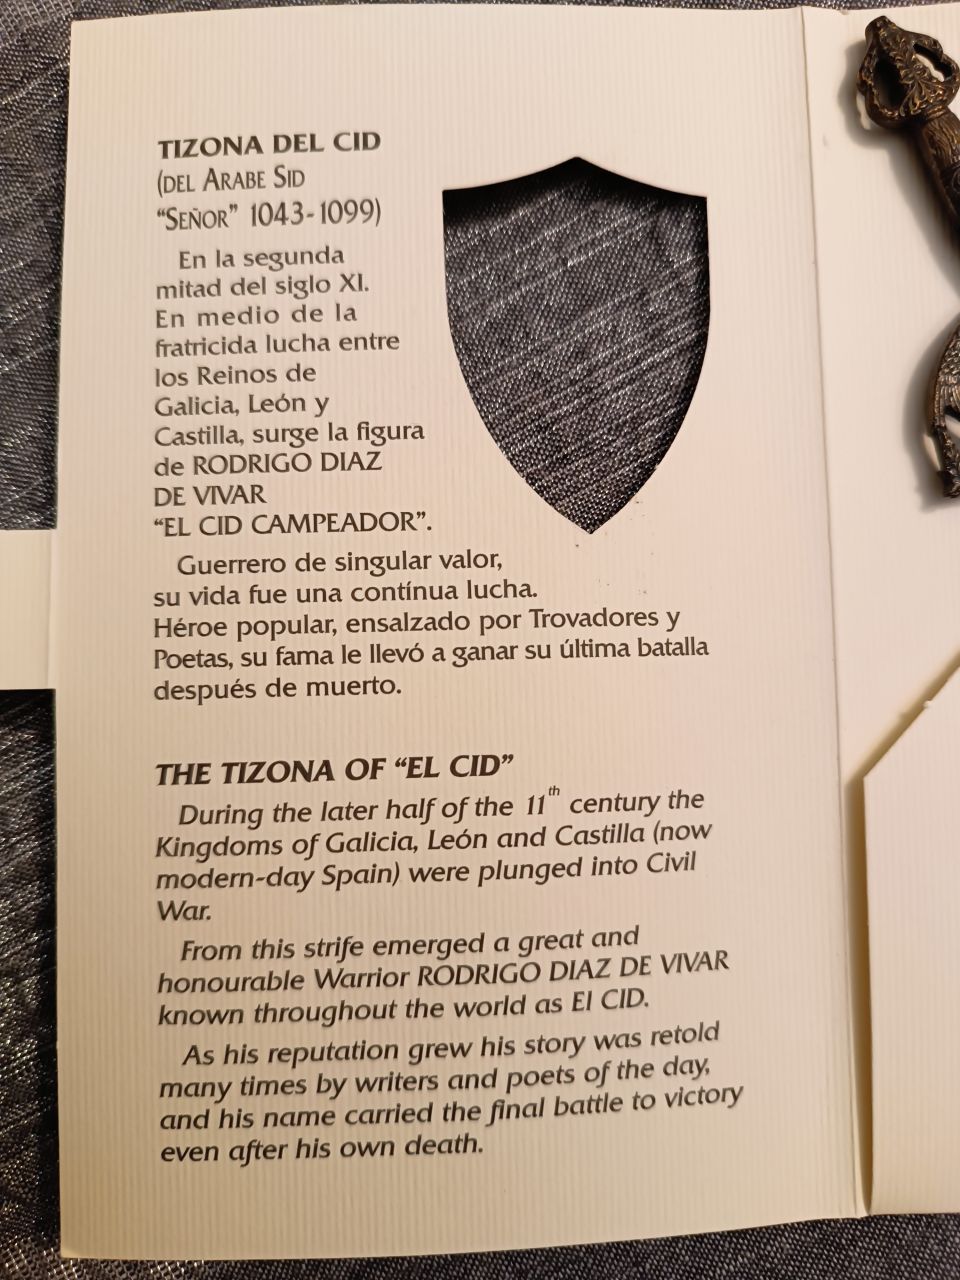 TIZONA DEL CID
(DEL ARABE SID
“SEÑOR” 1043-1099)
En la segunda
mitad del siglo XI.
En medio de la
fratricida lucha entre
los Reinos de
Galicia, León y
Castilla, surge la figura
de RODRIGO DIAZ
DE VIVAR
“EL CID CAMPEADOR”.
Guerrero de singular valor,
su vida fue una contínua lucha.
Héroe popular, ensalzado por Trovadores y
Poetas, su fama le llevó a ganar su última batalla
después de muerto.
THE TIZONA OF “EL CID”
During the later half of the 11th century the
Kingdoms of Galicia, León and Castilla (now
modern-day Spain) were plunged into Civil
War.
From this strife emerged a great and
honourable Warrior RODRIGO DIAZ DE VIVAR
known throughout the world as El CID.
As his reputation grew his story was retold
many times by writers and poets of the day,
and his name carried the final battle to victory
even after his own death.